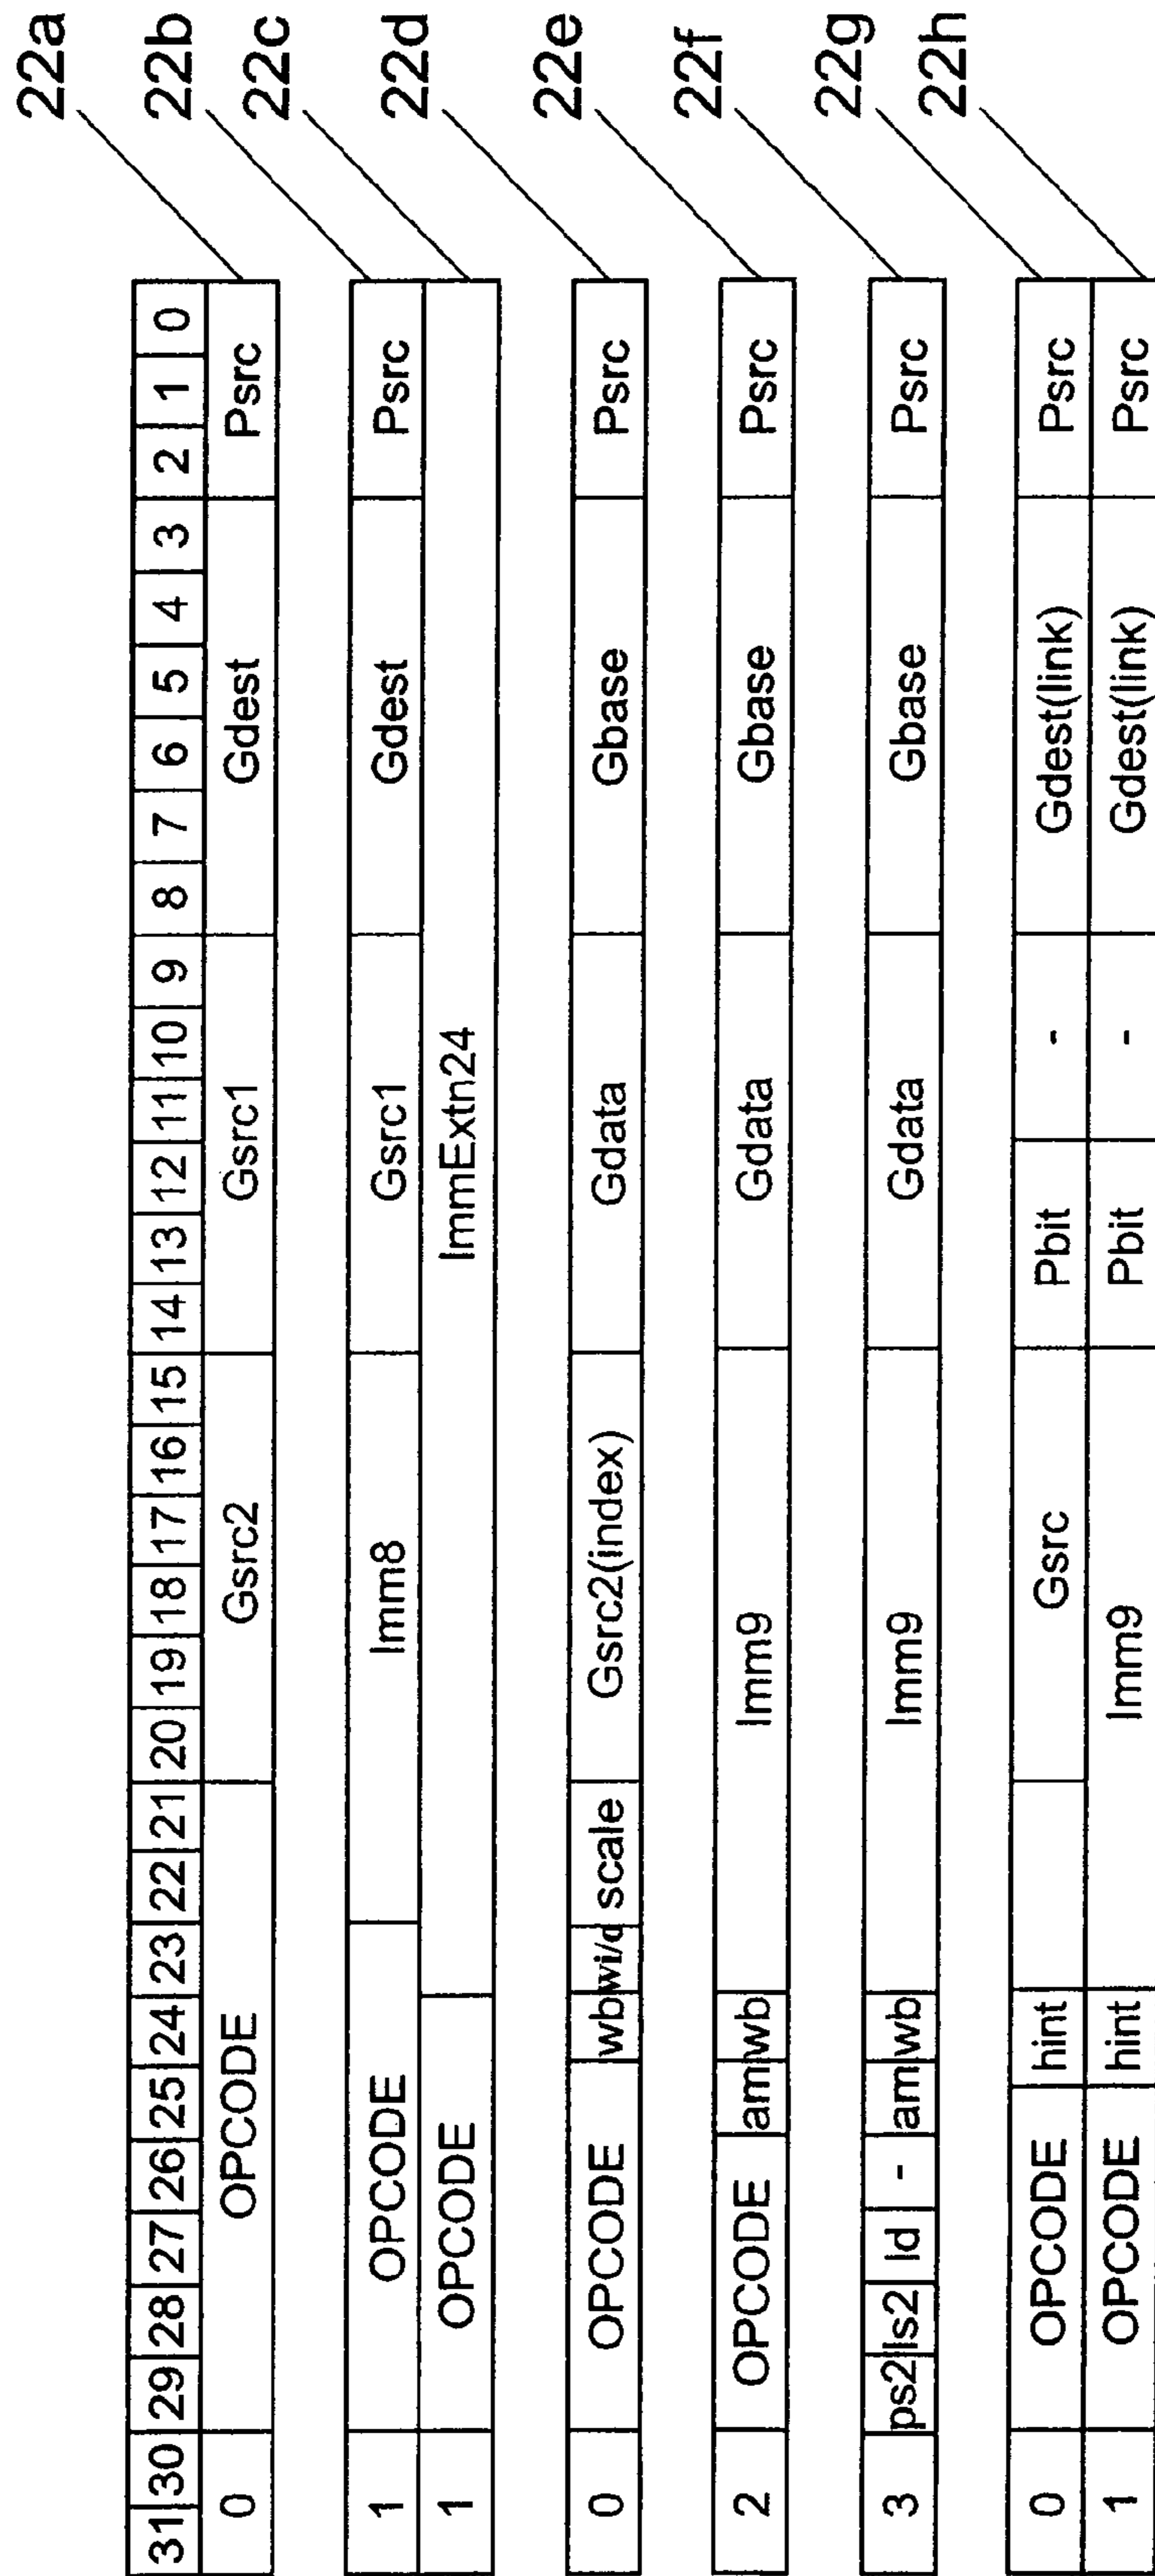 31 30 29 28 27 26 25 24 23 22 21 20 19 18 17 16 15 14 13 12 11 10 9 8 7 6 5 4 3 2 1 0
0 OPCODE Gsrc2 Gsrc1 Gdest Psrc 22a
1 OPCODE Imm8 Gsrc1 Gdest Psrc 22b
1 OPCODE ImmExtn24 22c
0 OPCODE wb wi/d scale Gsrc2(index) Gdata Gbase Psrc 22d
2 OPCODE am wb Imm9 Gdata Gbase Psrc 22e
3 ps2 ls2 ld - am wb Imm9 Gdata Gbase Psrc 22f
0 OPCODE hint Gsrc Pbit - Gdest(link) Psrc 22g
1 OPCODE hint Imm9 Pbit - Gdest(link) Psrc 22h